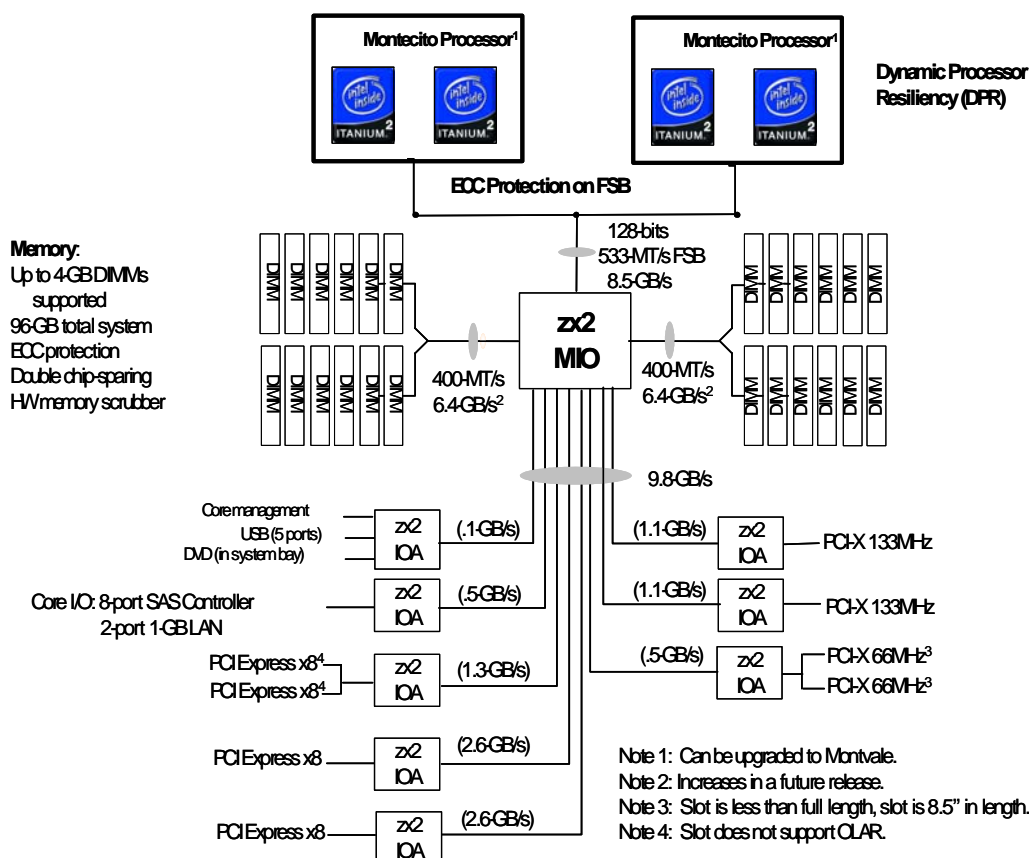 Montecito Processor¹
Montecito Processor¹
intel inside
ITANIUM. 2
intel inside
ITANIUM. 2
intel inside
ITANIUM. 2
intel inside
ITANIUM. 2
Dynamic Processor
Resiliency (DPR)
ECC Protection on FSB
128-bits
533-MT/s FSB
8.5-GB/s
Memory:
Up to 4-GB DIMMs
supported
96-GB total system
ECC protection
Double chip-sparing
HW memory scrubber
DIMM DIMM DIMM DIMM DIMM DIMM
DIMM DIMM DIMM DIMM DIMM DIMM
zx2
MIO
DIMM DIMM DIMM DIMM DIMM DIMM
DIMM DIMM DIMM DIMM DIMM DIMM
400-MT/s
6.4-GB/s²
400-MT/s
6.4-GB/s²
9.8-GB/s
Core management
USB (5 ports)
DVD (in system bay)
zx2
IOA
(.1-GB/s)
(1.1-GB/s)
zx2
IOA
PCI-X 133MHz
Core I/O: 8-port SAS Controller
2-port 1-GB LAN
zx2
IOA
(.5-GB/s)
(1.1-GB/s)
zx2
IOA
PCI-X 133MHz
PCI Express x8⁴
PCI Express x8⁴
zx2
IOA
(1.3-GB/s)
(.5-GB/s)
zx2
IOA
PCI-X 66MHz³
PCI-X 66MHz³
PCI Express x8
zx2
IOA
(2.6-GB/s)
PCI Express x8
zx2
IOA
(2.6-GB/s)
Note 1: Can be upgraded to Montvale.
Note 2: Increases in a future release.
Note 3: Slot is less than full length, slot is 8.5” in length.
Note 4: Slot does not support OLAR.